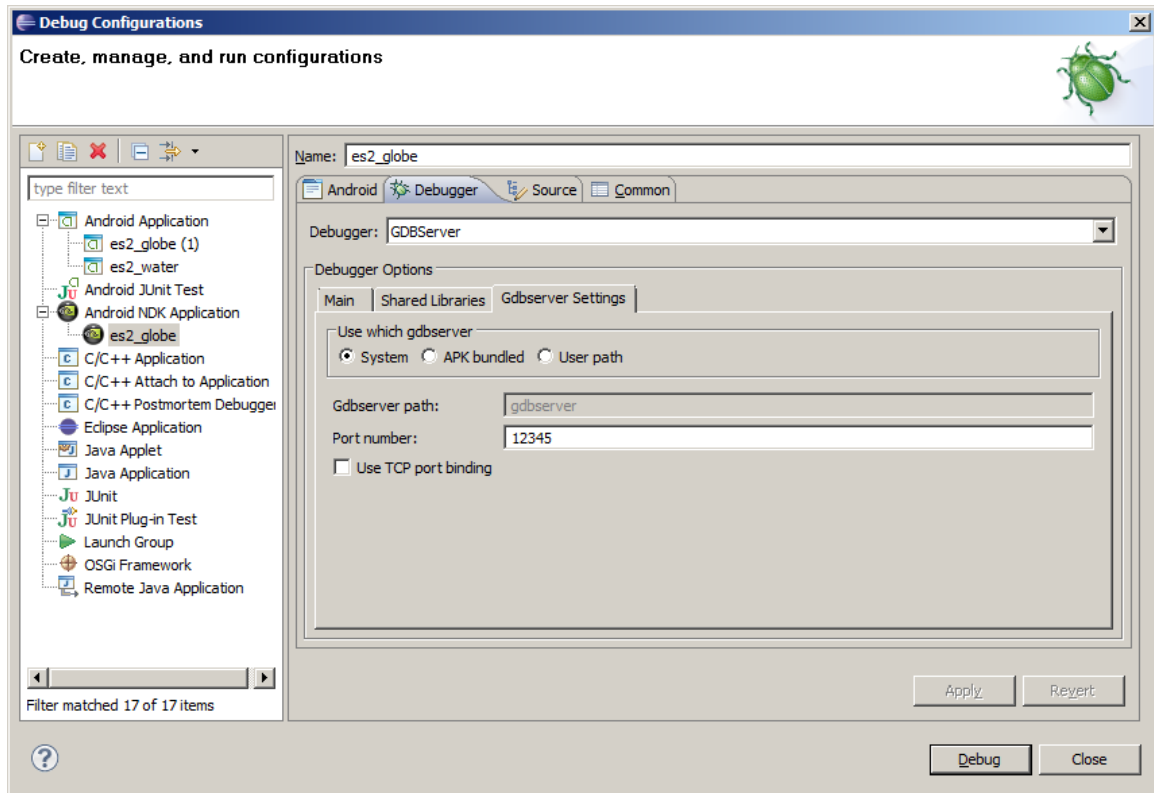 Debug Configurations
Create, manage, and run configurations
type filter text
Android Application
es2_globe (1)
es2_water
Android JUnit Test
Android NDK Application
es2_globe
C/C++ Application
C/C++ Attach to Application
C/C++ Postmortem Debugger
Eclipse Application
Java Applet
Java Application
JUnit
JUnit Plug-in Test
Launch Group
OSGi Framework
Remote Java Application
Filter matched 17 of 17 items
Name: es2_globe
Android Debugger Source Common
Debugger: GDBServer
Debugger Options
Main Shared Libraries Gdbserver Settings
Use which gdbserver
System APK bundled User path
Gdbserver path: gdbserver
Port number: 12345
Use TCP port binding
Apply Revert
Debug Close